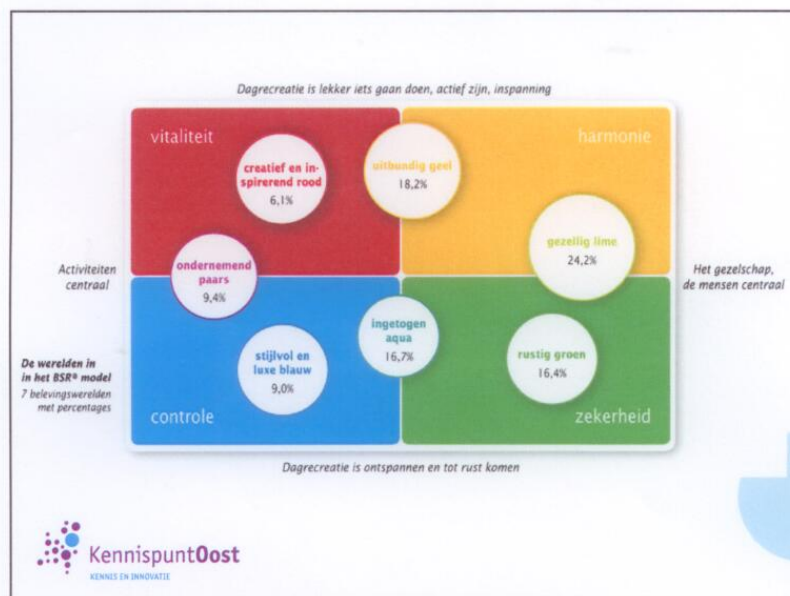 Dagrecreatie is lekker iets gaan doen, actief zijn, inspanning
vitaliteit
harmonie
creatief en in-
spirerend rood
6,1%
uitbundig geel
18,2%
gezellig lime
24,2%
Activiteiten
centraal
ondernemend
paars
9,4%
Het gezelschap,
de mensen centraal
ingetogen
aqua
16,7%
stijlvol en
luxe blauw
9,0%
rustig groen
16,4%
De werelden in
in het BSR® model
7 belevingswerelden
met percentages
controle
zekerheid
Dagrecreatie is ontspannen en tot rust komen
KennispuntOost
KENNIS EN INNOVATIE